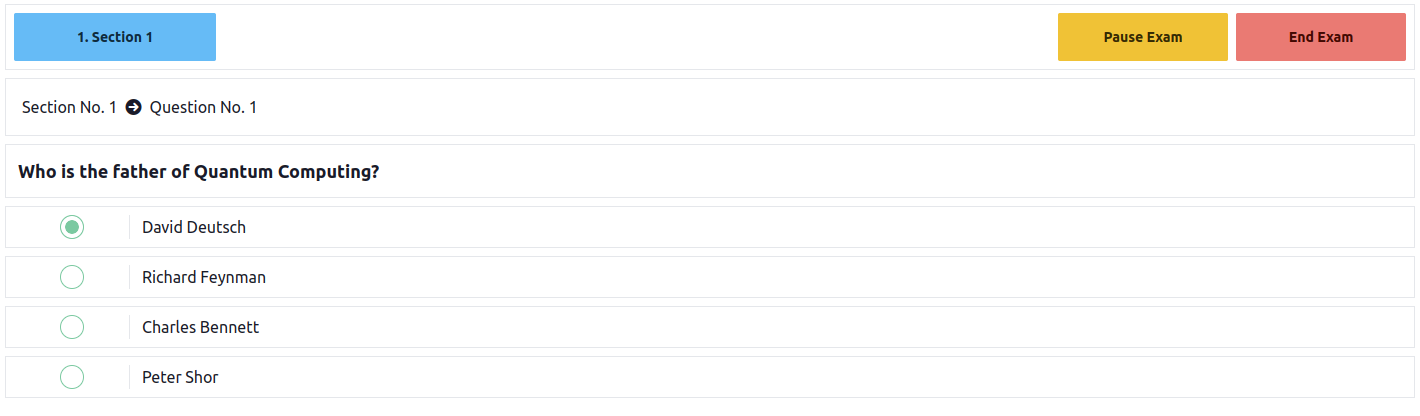 1. Section 1
Pause Exam
End Exam
Section No. 1 Question No. 1
Who is the father of Quantum Computing?
David Deutsch
Richard Feynman
Charles Bennett
Peter Shor